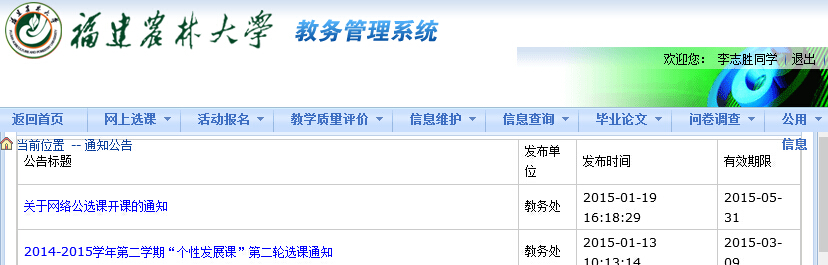 福建农林大学 教务管理系统
欢迎您： 李志胜同学 | 退出
返回首页 网上选课 活动报名 教学质量评价 信息维护 信息查询 毕业论文 问卷调查 公用
信息
当前位置 -- 通知公告
公告标题 发布单位 发布时间 有效期限
关于网络公选课开课的通知 教务处 2015-01-19 16:18:29 2015-05-31
2014-2015学年第二学期“个性发展课”第二轮选课通知 教务处 2015-01-13 10:13:14 2015-03-09